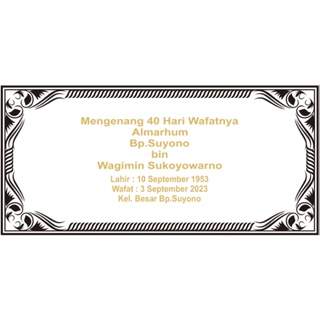 Mengenang 40 Hari Wafatnya
Almarhum
Bp.Suyono
bin
Wagimin Sukoyowarno
Lahir : 10 September 1953
Wafat : 3 September 2023
Kel. Besar Bp.Suyono